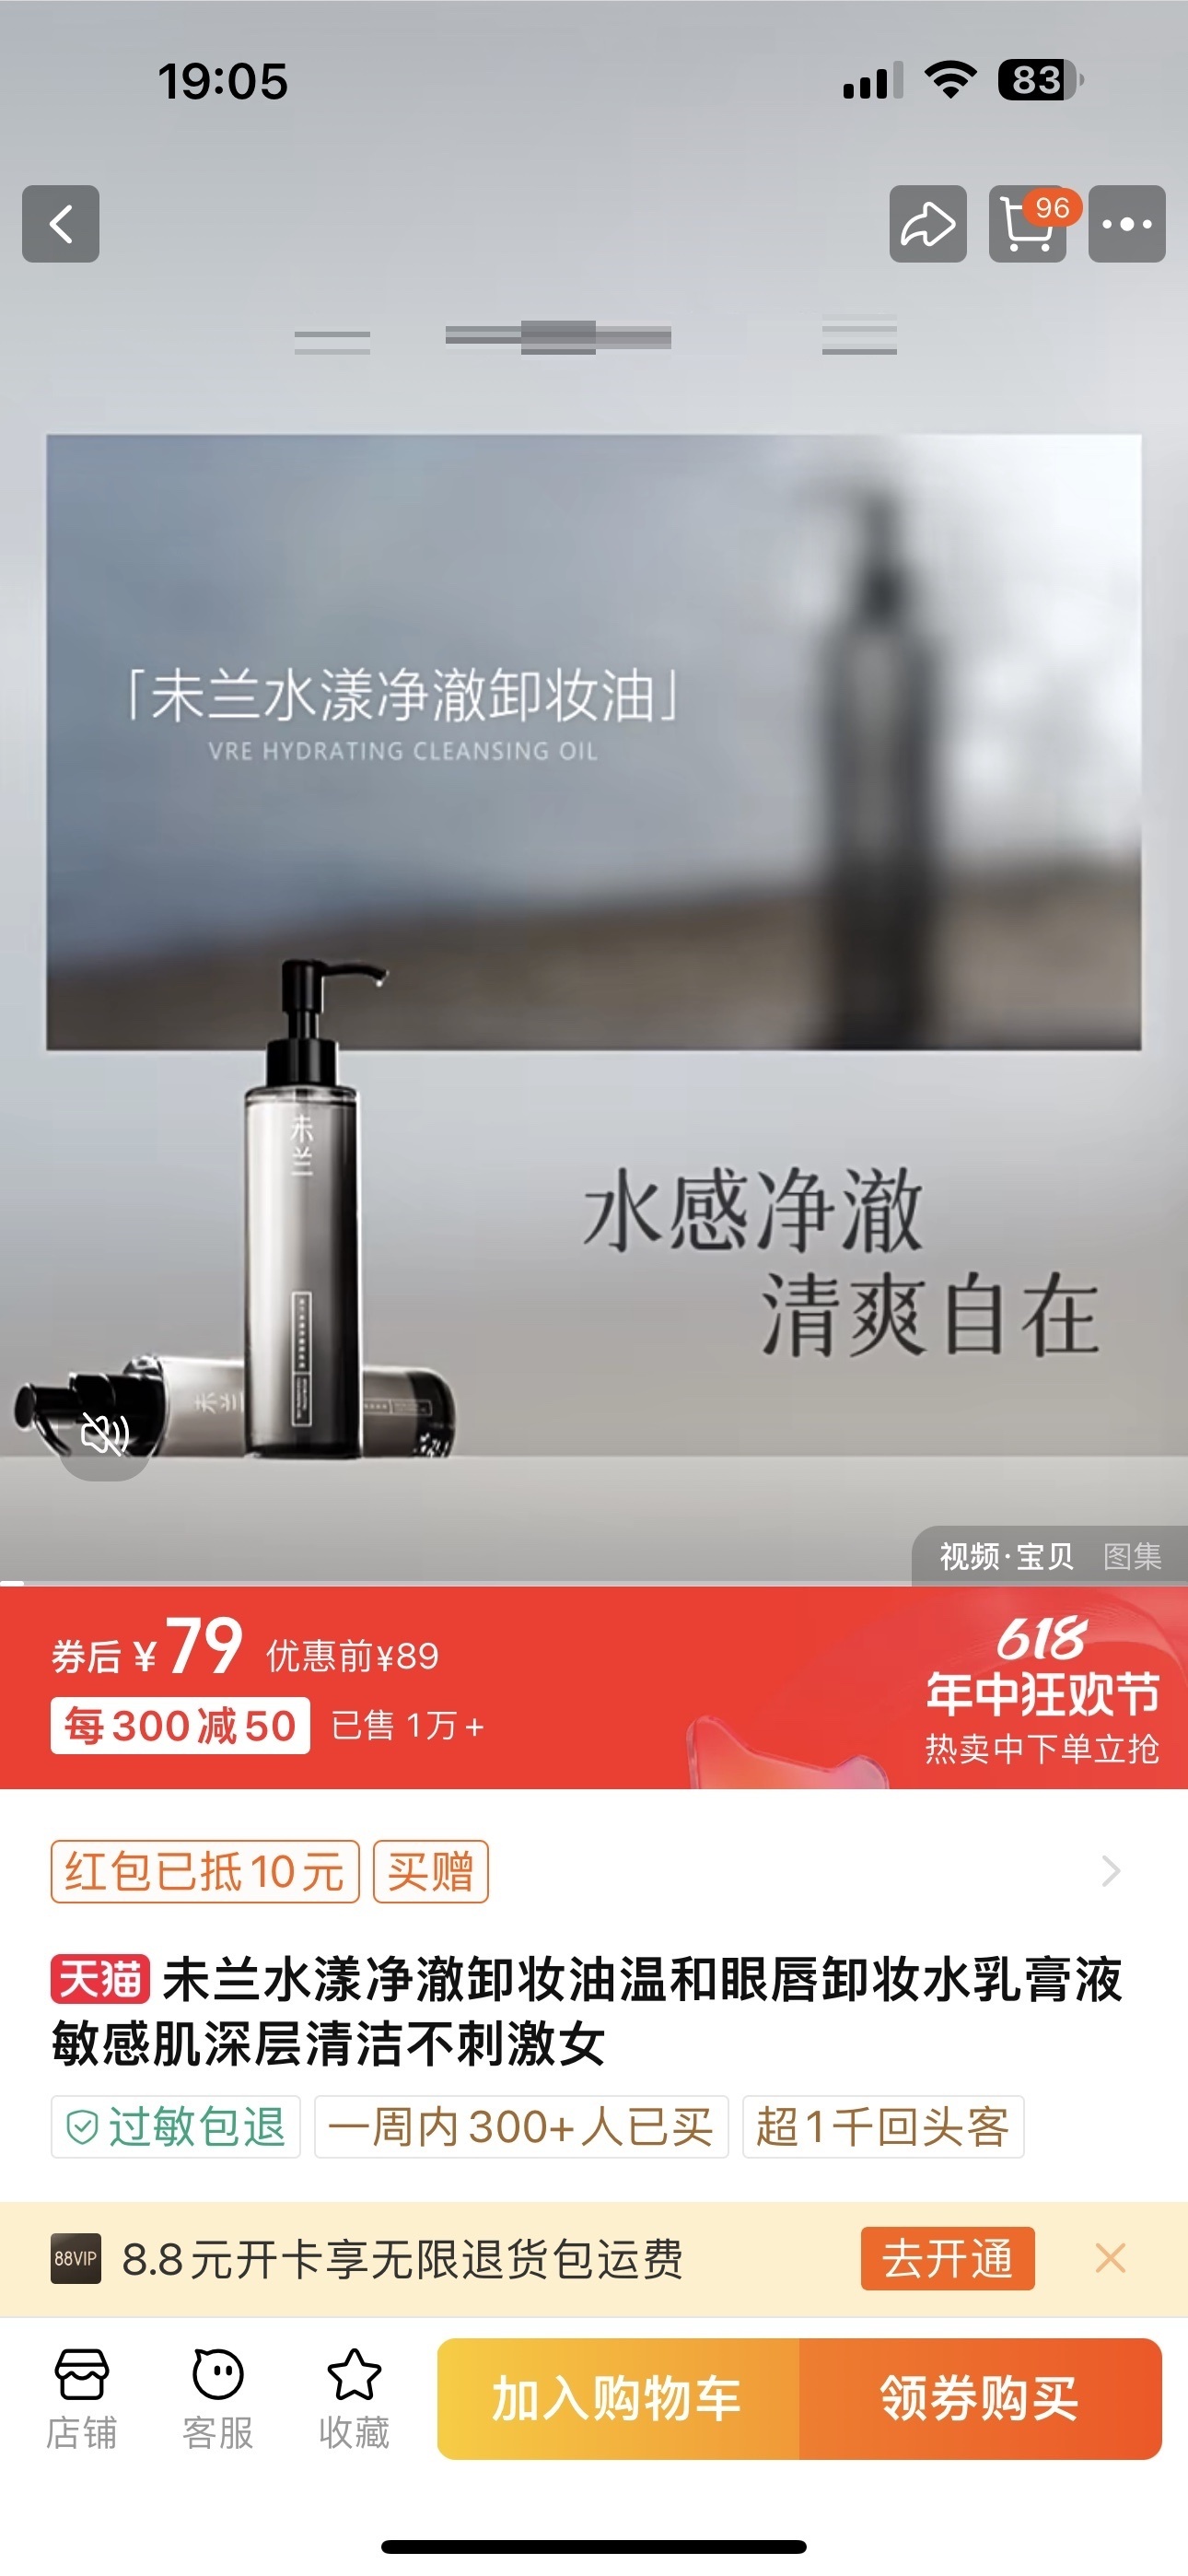 19:05
83
96
「未兰水漾净澈卸妆油」
VRE HYDRATING CLEANSING OIL
未兰
水感净澈
清爽自在
未兰
视频·宝贝 图集
券后 ¥79 优惠前¥89
每300减50 已售 1万+
618
年中狂欢节
热卖中下单立抢
红包已抵10元 买赠
天猫 未兰水漾净澈卸妆油温和眼唇卸妆水乳膏液
敏感肌深层清洁不刺激女
过敏包退 一周内300+人已买 超1千回头客
88VIP 8.8元开卡享无限退货包运费 去开通
店铺 客服 收藏 加入购物车 领券购买